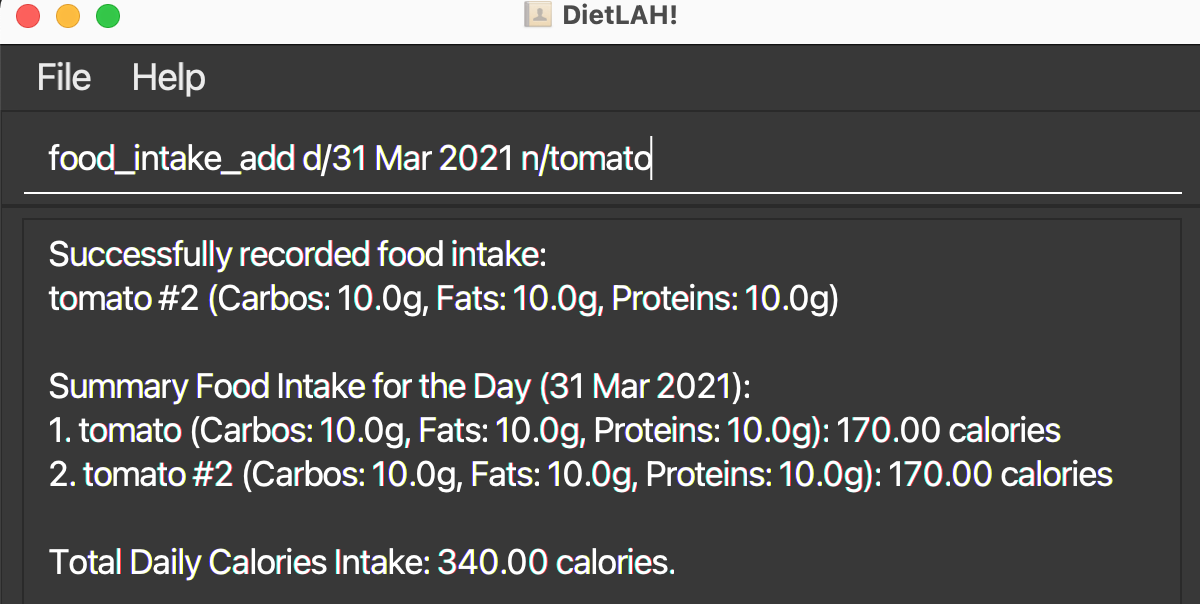 DietLAH!
File Help
food_intake_add d/31 Mar 2021 n/tomato
Successfully recorded food intake:
tomato #2 (Carbos: 10.0g, Fats: 10.0g, Proteins: 10.0g)
Summary Food Intake for the Day (31 Mar 2021):
1. tomato (Carbos: 10.0g, Fats: 10.0g, Proteins: 10.0g): 170.00 calories
2. tomato #2 (Carbos: 10.0g, Fats: 10.0g, Proteins: 10.0g): 170.00 calories
Total Daily Calories Intake: 340.00 calories.